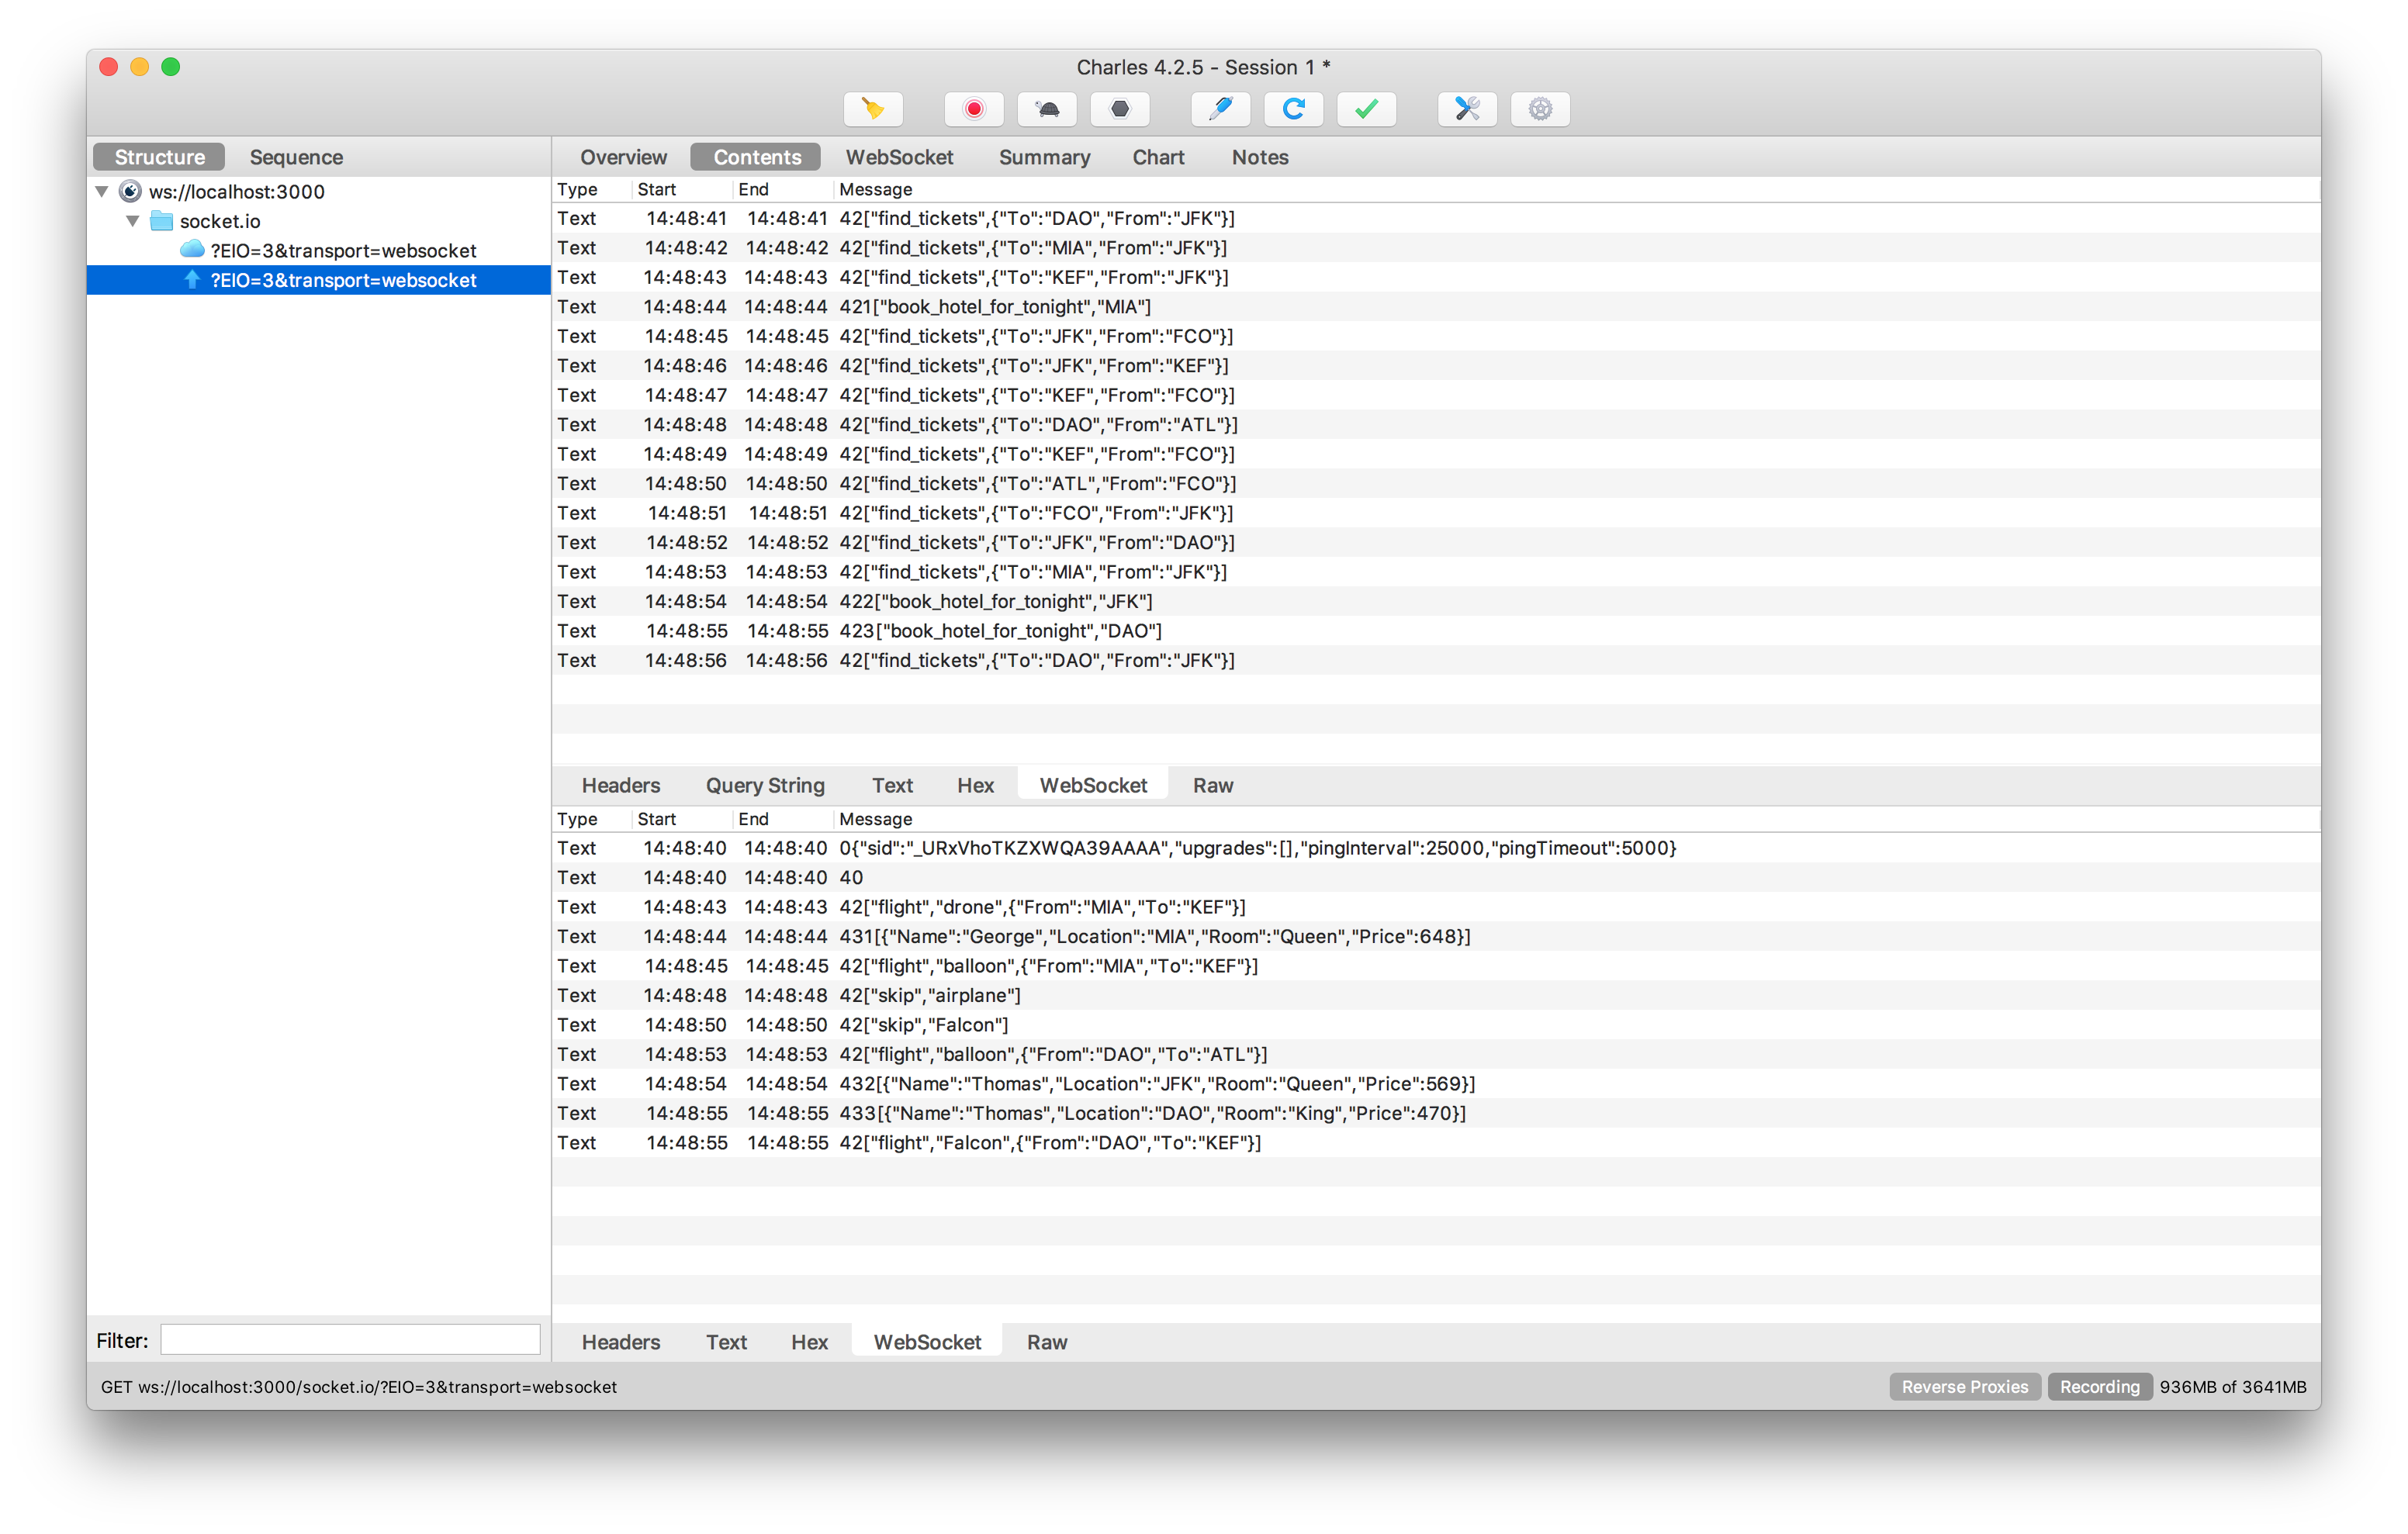 Charles 4.2.5 - Session 1 *
Structure Sequence
Overview Contents WebSocket Summary Chart Notes
ws://localhost:3000
socket.io
?EIO=3&transport=websocket
?EIO=3&transport=websocket
Type Start End Message
Text 14:48:41 14:48:41 42["find_tickets",{"To":"DAO","From":"JFK"}]
Text 14:48:42 14:48:42 42["find_tickets",{"To":"MIA","From":"JFK"}]
Text 14:48:43 14:48:43 42["find_tickets",{"To":"KEF","From":"JFK"}]
Text 14:48:44 14:48:44 421["book_hotel_for_tonight","MIA"]
Text 14:48:45 14:48:45 42["find_tickets",{"To":"JFK","From":"FCO"}]
Text 14:48:46 14:48:46 42["find_tickets",{"To":"JFK","From":"KEF"}]
Text 14:48:47 14:48:47 42["find_tickets",{"To":"KEF","From":"FCO"}]
Text 14:48:48 14:48:48 42["find_tickets",{"To":"DAO","From":"ATL"}]
Text 14:48:49 14:48:49 42["find_tickets",{"To":"KEF","From":"FCO"}]
Text 14:48:50 14:48:50 42["find_tickets",{"To":"ATL","From":"FCO"}]
Text 14:48:51 14:48:51 42["find_tickets",{"To":"FCO","From":"JFK"}]
Text 14:48:52 14:48:52 42["find_tickets",{"To":"JFK","From":"DAO"}]
Text 14:48:53 14:48:53 42["find_tickets",{"To":"MIA","From":"JFK"}]
Text 14:48:54 14:48:54 422["book_hotel_for_tonight","JFK"]
Text 14:48:55 14:48:55 423["book_hotel_for_tonight","DAO"]
Text 14:48:56 14:48:56 42["find_tickets",{"To":"DAO","From":"JFK"}]
Headers Query String Text Hex WebSocket Raw
Type Start End Message
Text 14:48:40 14:48:40 0{"sid":"_URxVhoTKZXWQA39AAAA","upgrades":[],"pingInterval":25000,"pingTimeout":5000}
Text 14:48:40 14:48:40 40
Text 14:48:43 14:48:43 42["flight","drone",{"From":"MIA","To":"KEF"}]
Text 14:48:44 14:48:44 431[{"Name":"George","Location":"MIA","Room":"Queen","Price":648}]
Text 14:48:45 14:48:45 42["flight","balloon",{"From":"MIA","To":"KEF"}]
Text 14:48:48 14:48:48 42["skip","airplane"]
Text 14:48:50 14:48:50 42["skip","Falcon"]
Text 14:48:53 14:48:53 42["flight","balloon",{"From":"DAO","To":"ATL"}]
Text 14:48:54 14:48:54 432[{"Name":"Thomas","Location":"JFK","Room":"Queen","Price":569}]
Text 14:48:55 14:48:55 433[{"Name":"Thomas","Location":"DAO","Room":"King","Price":470}]
Text 14:48:55 14:48:55 42["flight","Falcon",{"From":"DAO","To":"KEF"}]
Filter:
Headers Text Hex WebSocket Raw
GET ws://localhost:3000/socket.io/?EIO=3&transport=websocket
Reverse Proxies Recording 936MB of 3641MB